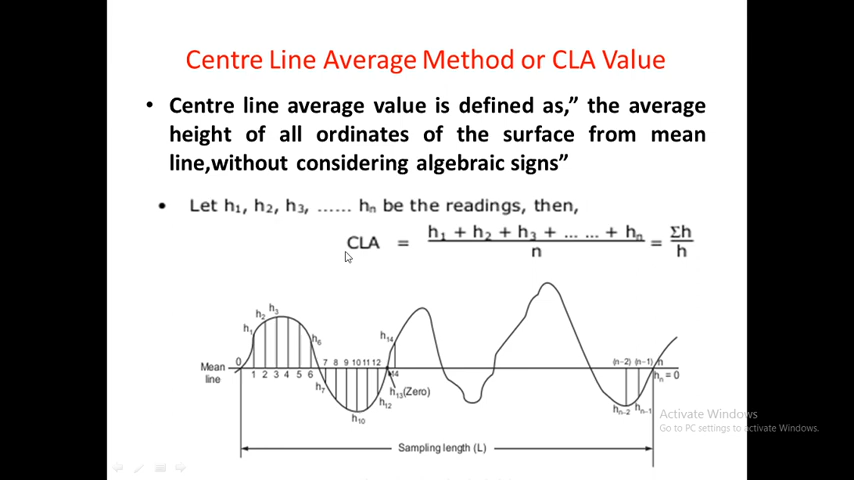 Centre Line Average Method or CLA Value
• Centre line average value is defined as,” the average
height of all ordinates of the surface from mean
line,without considering algebraic signs”
• Let h₁, h₂, h₃, ...... hₙ be the readings, then,
CLA = (h₁ + h₂ + h₃ + ... ... + hₙ) / n = Σh / h
h₁ h₂ h₃ h₆ h₁₄
Mean line 0 7 8 9 10 11 12 (n−2) (n−1) n
1 2 3 4 5 6 14 hₙ = 0
h₇ h₁₃(Zero)
h₁₂
h₁₀ hₙ₋₂ hₙ₋₁
Sampling length (L)
Activate Windows
Go to PC settings to activate Windows.